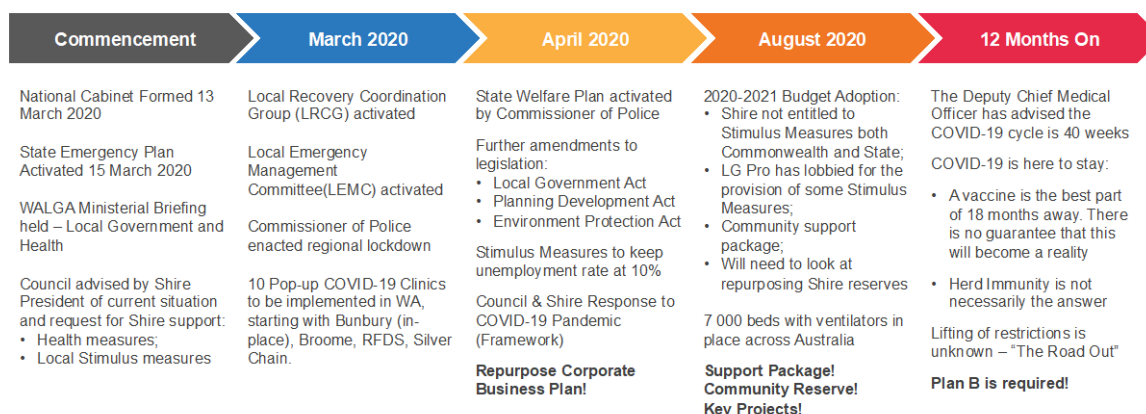 Commencement
March 2020
April 2020
August 2020
12 Months On
National Cabinet Formed 13
March 2020
State Emergency Plan
Activated 15 March 2020
WALGA Ministerial Briefing
held – Local Government and
Health
Council advised by Shire
President of current situation
and request for Shire support:
• Health measures;
• Local Stimulus measures
Local Recovery Coordination
Group (LRCG) activated
Local Emergency
Management
Committee(LEMC) activated
Commissioner of Police
enacted regional lockdown
10 Pop-up COVID-19 Clinics
to be implemented in WA,
starting with Bunbury (in-
place), Broome, RFDS, Silver
Chain.
State Welfare Plan activated
by Commissioner of Police
Further amendments to
legislation:
• Local Government Act
• Planning Development Act
• Environment Protection Act
Stimulus Measures to keep
unemployment rate at 10%
Council & Shire Response to
COVID-19 Pandemic
(Framework)
Repurpose Corporate
Business Plan!
2020-2021 Budget Adoption:
• Shire not entitled to
Stimulus Measures both
Commonwealth and State;
• LG Pro has lobbied for the
provision of some Stimulus
Measures;
• Community support
package;
• Will need to look at
repurposing Shire reserves
7 000 beds with ventilators in
place across Australia
Support Package!
Community Reserve!
Key Projects!
The Deputy Chief Medical
Officer has advised the
COVID-19 cycle is 40 weeks
COVID-19 is here to stay:
• A vaccine is the best part
of 18 months away. There
is no guarantee that this
will become a reality
• Herd Immunity is not
necessarily the answer
Lifting of restrictions is
unknown – “The Road Out”
Plan B is required!